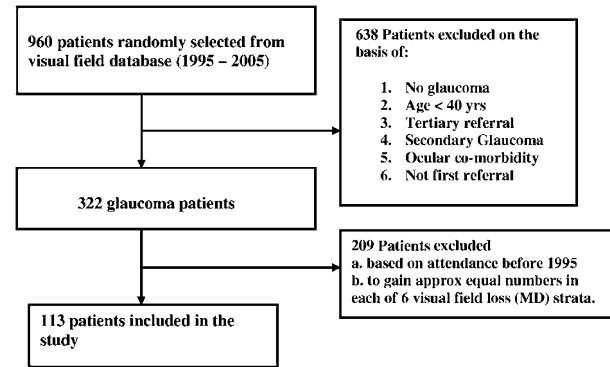 960 patients randomly selected from
visual field database (1995 – 2005)
638 Patients excluded on the
basis of:
1. No glaucoma
2. Age < 40 yrs
3. Tertiary referral
4. Secondary Glaucoma
5. Ocular co-morbidity
6. Not first referral
322 glaucoma patients
209 Patients excluded
a. based on attendance before 1995
b. to gain approx equal numbers in
each of 6 visual field loss (MD) strata.
113 patients included in the
study